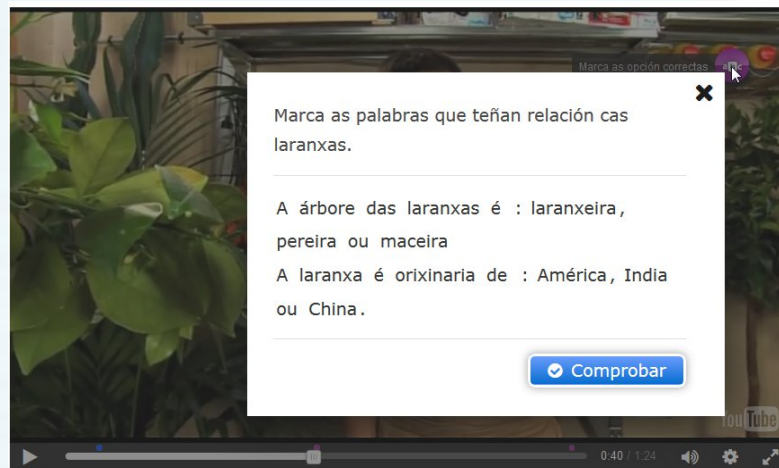 Marca as opción correctas
Marca as palabras que teñan relación cas
laranxas.
A árbore das laranxas é : laranxeira,
pereira ou maceira
A laranxa é orixinaria de : América, India
ou China.
Comprobar
YouTube
0:40 / 1:24